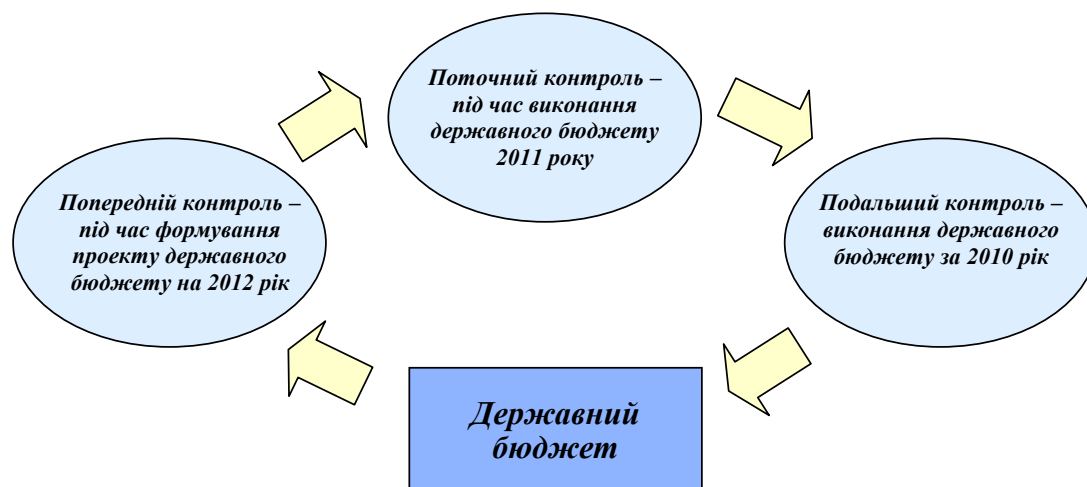 Поточний контроль –
під час виконання
державного бюджету
2011 року
Попередній контроль –
під час формування
проекту державного
бюджету на 2012 рік
Подальший контроль –
виконання державного
бюджету за 2010 рік
Державний
бюджет